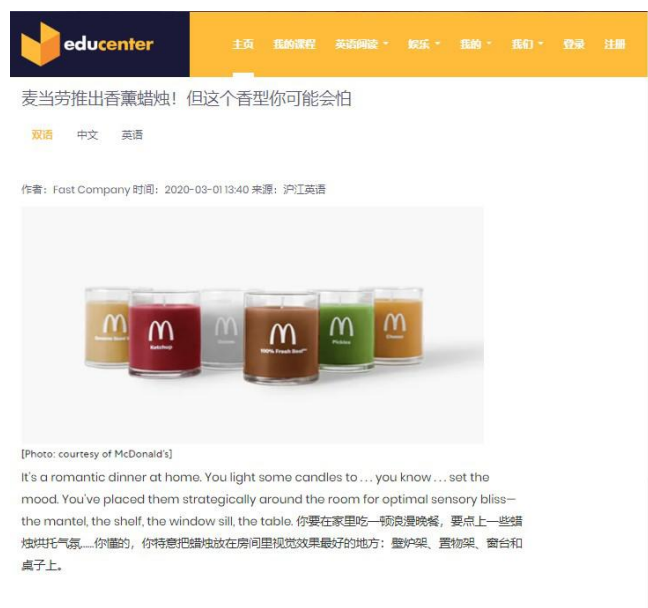 educenter
主页 我的课程 英语阅读 娱乐 我的 我们 登录 注册
麦当劳推出香薰蜡烛！但这个香型你可能会怕
双语 中文 英语
作者：Fast Company 时间：2020-03-01 13:40 来源：沪江英语
Ketchup
100% Fresh Beef
Pickles
Cheese
[Photo: courtesy of McDonald's]
It's a romantic dinner at home. You light some candles to . . . you know . . . set the
mood. You've placed them strategically around the room for optimal sensory bliss—
the mantel, the shelf, the window sill, the table. 你要在家里吃一顿浪漫晚餐，要点上一些蜡
烛烘托气氛......你懂的，你特意把蜡烛放在房间里视觉效果最好的地方：壁炉架、置物架、窗台和
桌子上。